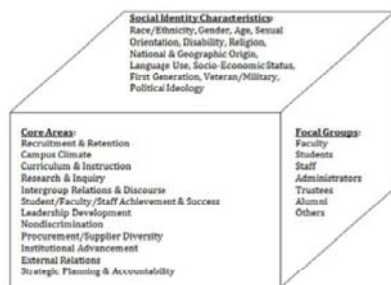 Social Identity Characteristics:
Race/Ethnicity, Gender, Age, Sexual
Orientation, Disability, Religion,
National & Geographic Origin,
Language Use, Socio-Economic Status,
First Generation, Veteran/Military,
Political Ideology
Core Areas:
Recruitment & Retention
Campus Climate
Curriculum & Instruction
Research & Inquiry
Intergroup Relations & Discourse
Student/Faculty/Staff Achievement & Success
Leadership Development
Nondiscrimination
Procurement/Supplier Diversity
Institutional Advancement
External Relations
Strategic Planning & Accountability
Focal Groups:
Faculty
Students
Staff
Administrators
Trustees
Alumni
Others